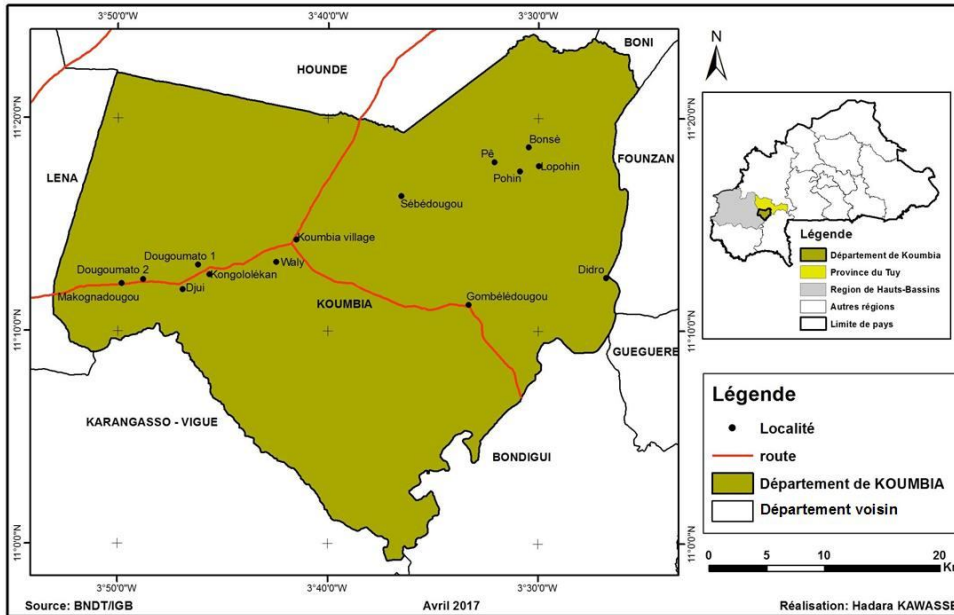 3°50'0"W
3°40'0"W
3°30'0"W
BONI
HOUNDE
N
11°20'0"N
11°20'0"N
LENA
FOUNZAN
Bonsé
Pê
Lopohin
Pohin
Sébédougou
Koumbia village
Dougoumato 1
Waly
Dougoumato 2
Kongololékan
Didro
Makognadougou
Djui
KOUMBIA
Gombélédougou
11°10'0"N
11°10'0"N
GUEGUERE
KARANGASSO - VIGUE
BONDIGUI
11°0'0"N
11°0'0"N
3°50'0"W
3°40'0"W
3°30'0"W
Source: BNDT/IGB
Avril 2017
Réalisation: Hadara KAWASSE
Légende
Département de Koumbia
Province du Tuy
Region de Hauts-Bassins
Autres régions
Limite de pays
Légende
Localité
route
Département de KOUMBIA
Département voisin
0 5 10 20
Km